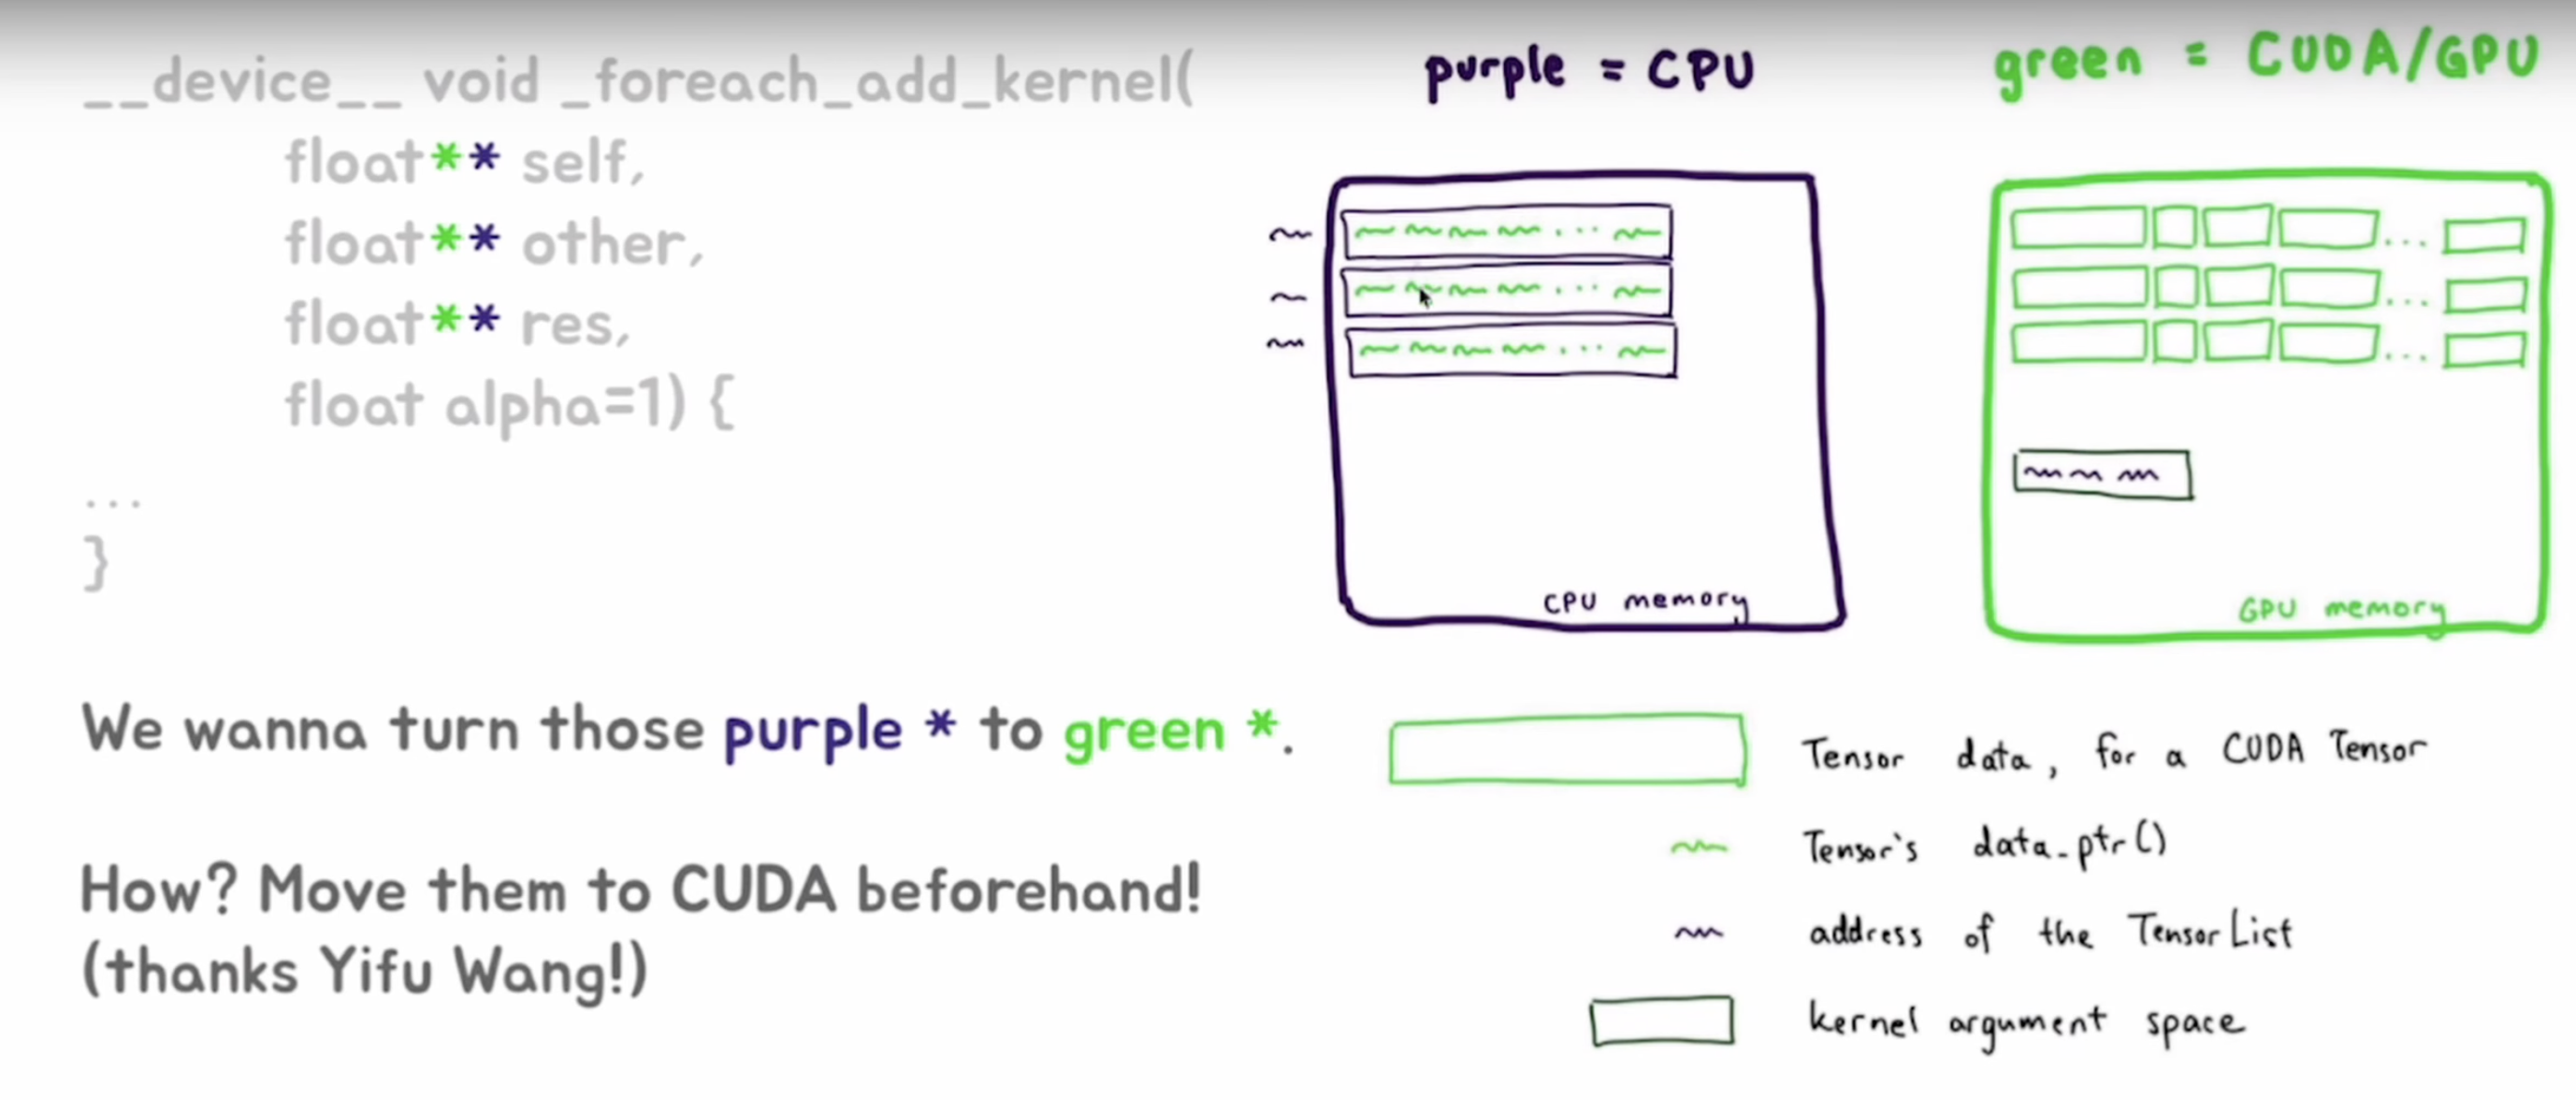 __device__ void _foreach_add_kernel(
float** self,
float** other,
float** res,
float alpha=1) {
...
}
We wanna turn those purple * to green *.
How? Move them to CUDA beforehand!
(thanks Yifu Wang!)
purple = CPU
green = CUDA/GPU
...
...
...
CPU memory
...
...
...
GPU memory
Tensor data, for a CUDA Tensor
Tensor's data_ptr()
address of the TensorList
kernel argument space